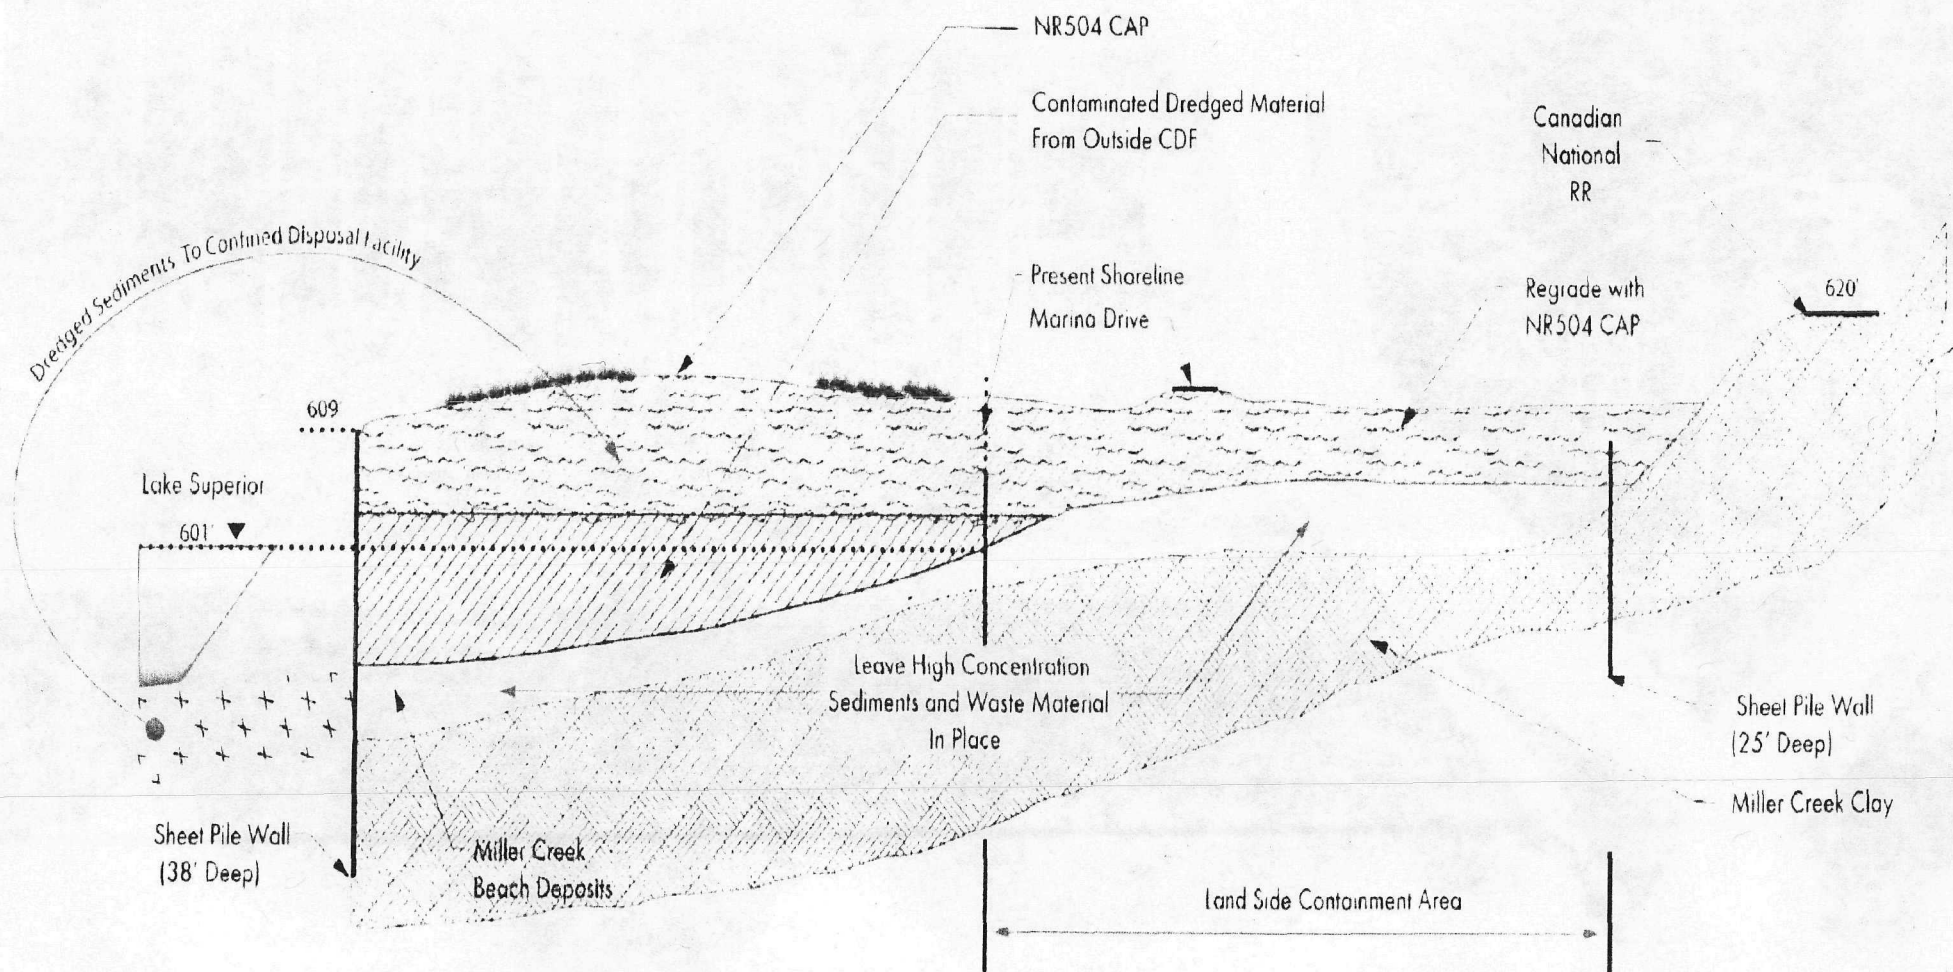 NR504 CAP
Contaminated Dredged Material
From Outside CDF
Canadian
National
RR
Dredged Sediments To Confined Disposal Facility
Present Shoreline
Marina Drive
Regrade with
NR504 CAP
620'
609
Lake Superior
601'
Leave High Concentration
Sediments and Waste Material
In Place
Sheet Pile Wall
(25' Deep)
Miller Creek Clay
Sheet Pile Wall
(38' Deep)
Miller Creek
Beach Deposits
Land Side Containment Area